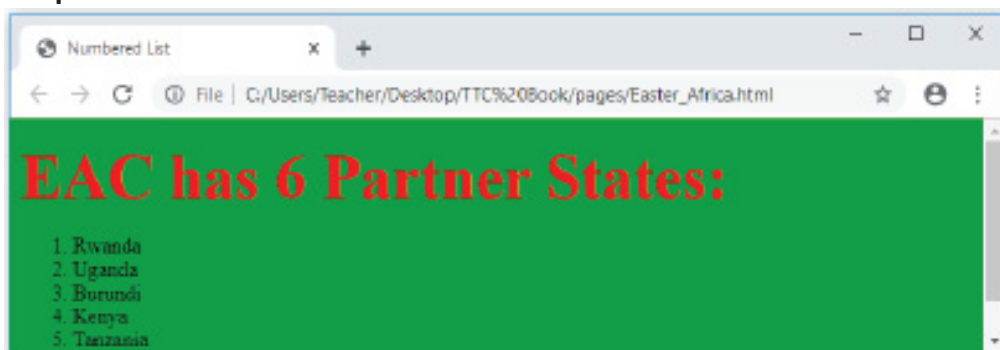 Numbered List
File | C:/Users/Teacher/Desktop/TTC%20Book/pages/Easter_Africa.html
EAC has 6 Partner States:
1. Rwanda
2. Uganda
3. Burundi
4. Kenya
5. Tanzania